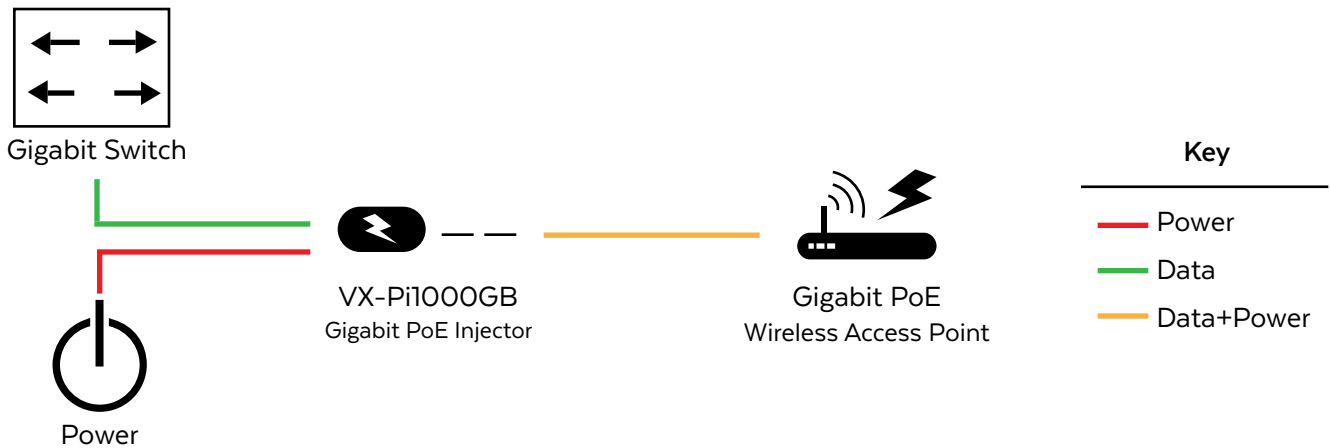 Gigabit Switch
VX-Pi1000GB
Gigabit PoE Injector
Gigabit PoE
Wireless Access Point
Power
Key
Power
Data
Data+Power